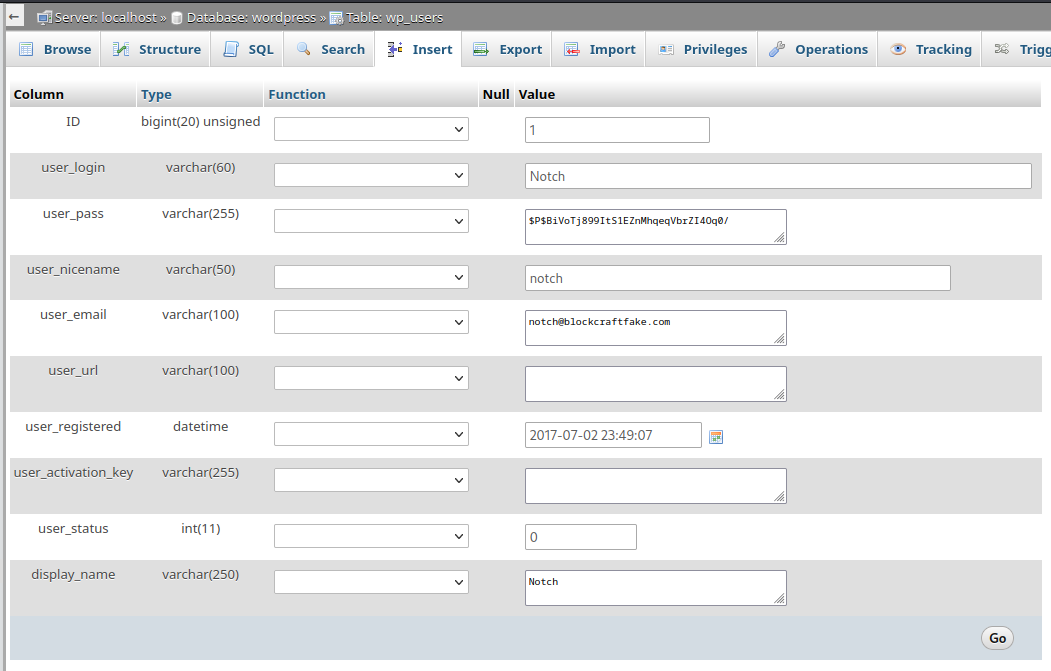 ← Server: localhost » Database: wordpress » Table: wp_users
Browse Structure SQL Search Insert Export Import Privileges Operations Tracking Trigg
Column Type Function Null Value
ID bigint(20) unsigned 1
user_login varchar(60) Notch
user_pass varchar(255) $P$BiVoTj899ItS1EZnMhqeqVbrZI4Oq0/
user_nicename varchar(50) notch
user_email varchar(100) notch@blockcraftfake.com
user_url varchar(100)
user_registered datetime 2017-07-02 23:49:07
user_activation_key varchar(255)
user_status int(11) 0
display_name varchar(250) Notch
Go